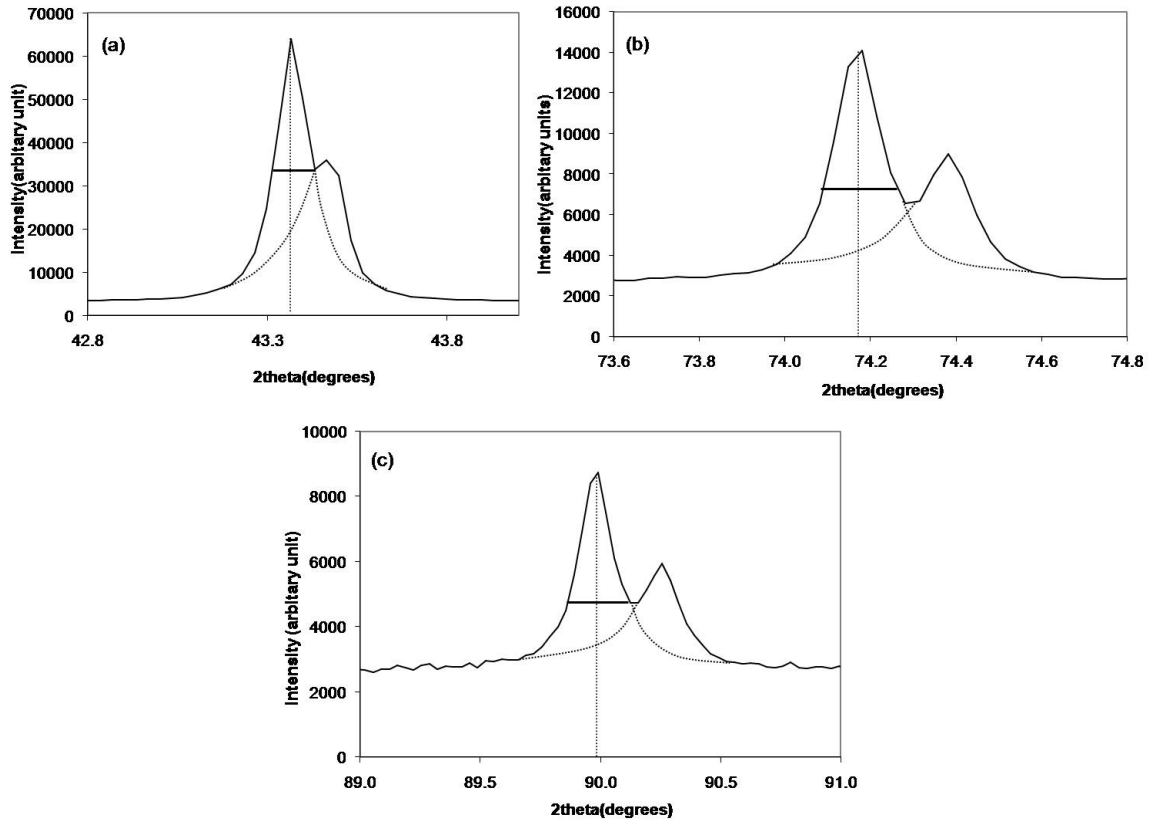 (a)
Intensity(arbitary unit)
70000
60000
50000
40000
30000
20000
10000
0
42.8 43.3 43.8
2theta(degrees)
(b)
Intensity(arbitary units)
16000
14000
12000
10000
8000
6000
4000
2000
0
73.6 73.8 74.0 74.2 74.4 74.6 74.8
2theta(degrees)
(c)
Intensity (arbitary unit)
10000
8000
6000
4000
2000
0
89.0 89.5 90.0 90.5 91.0
2theta(degrees)